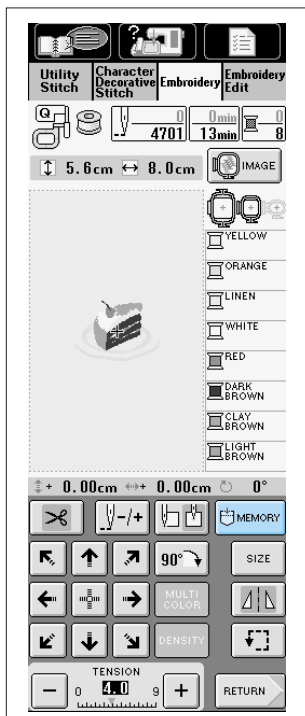 Utility Stitch
Character Decorative Stitch
Embroidery
Embroidery Edit
Q
0 0min 0
4701 13min 8
5.6cm 8.0cm IMAGE
YELLOW
ORANGE
LINEN
WHITE
RED
DARK BROWN
CLAY BROWN
LIGHT BROWN
+ 0.00cm + 0.00cm 0°
-/+ MEMORY
90° SIZE
MULTI COLOR
DENSITY
TENSION
- 0 4.0 9 + RETURN